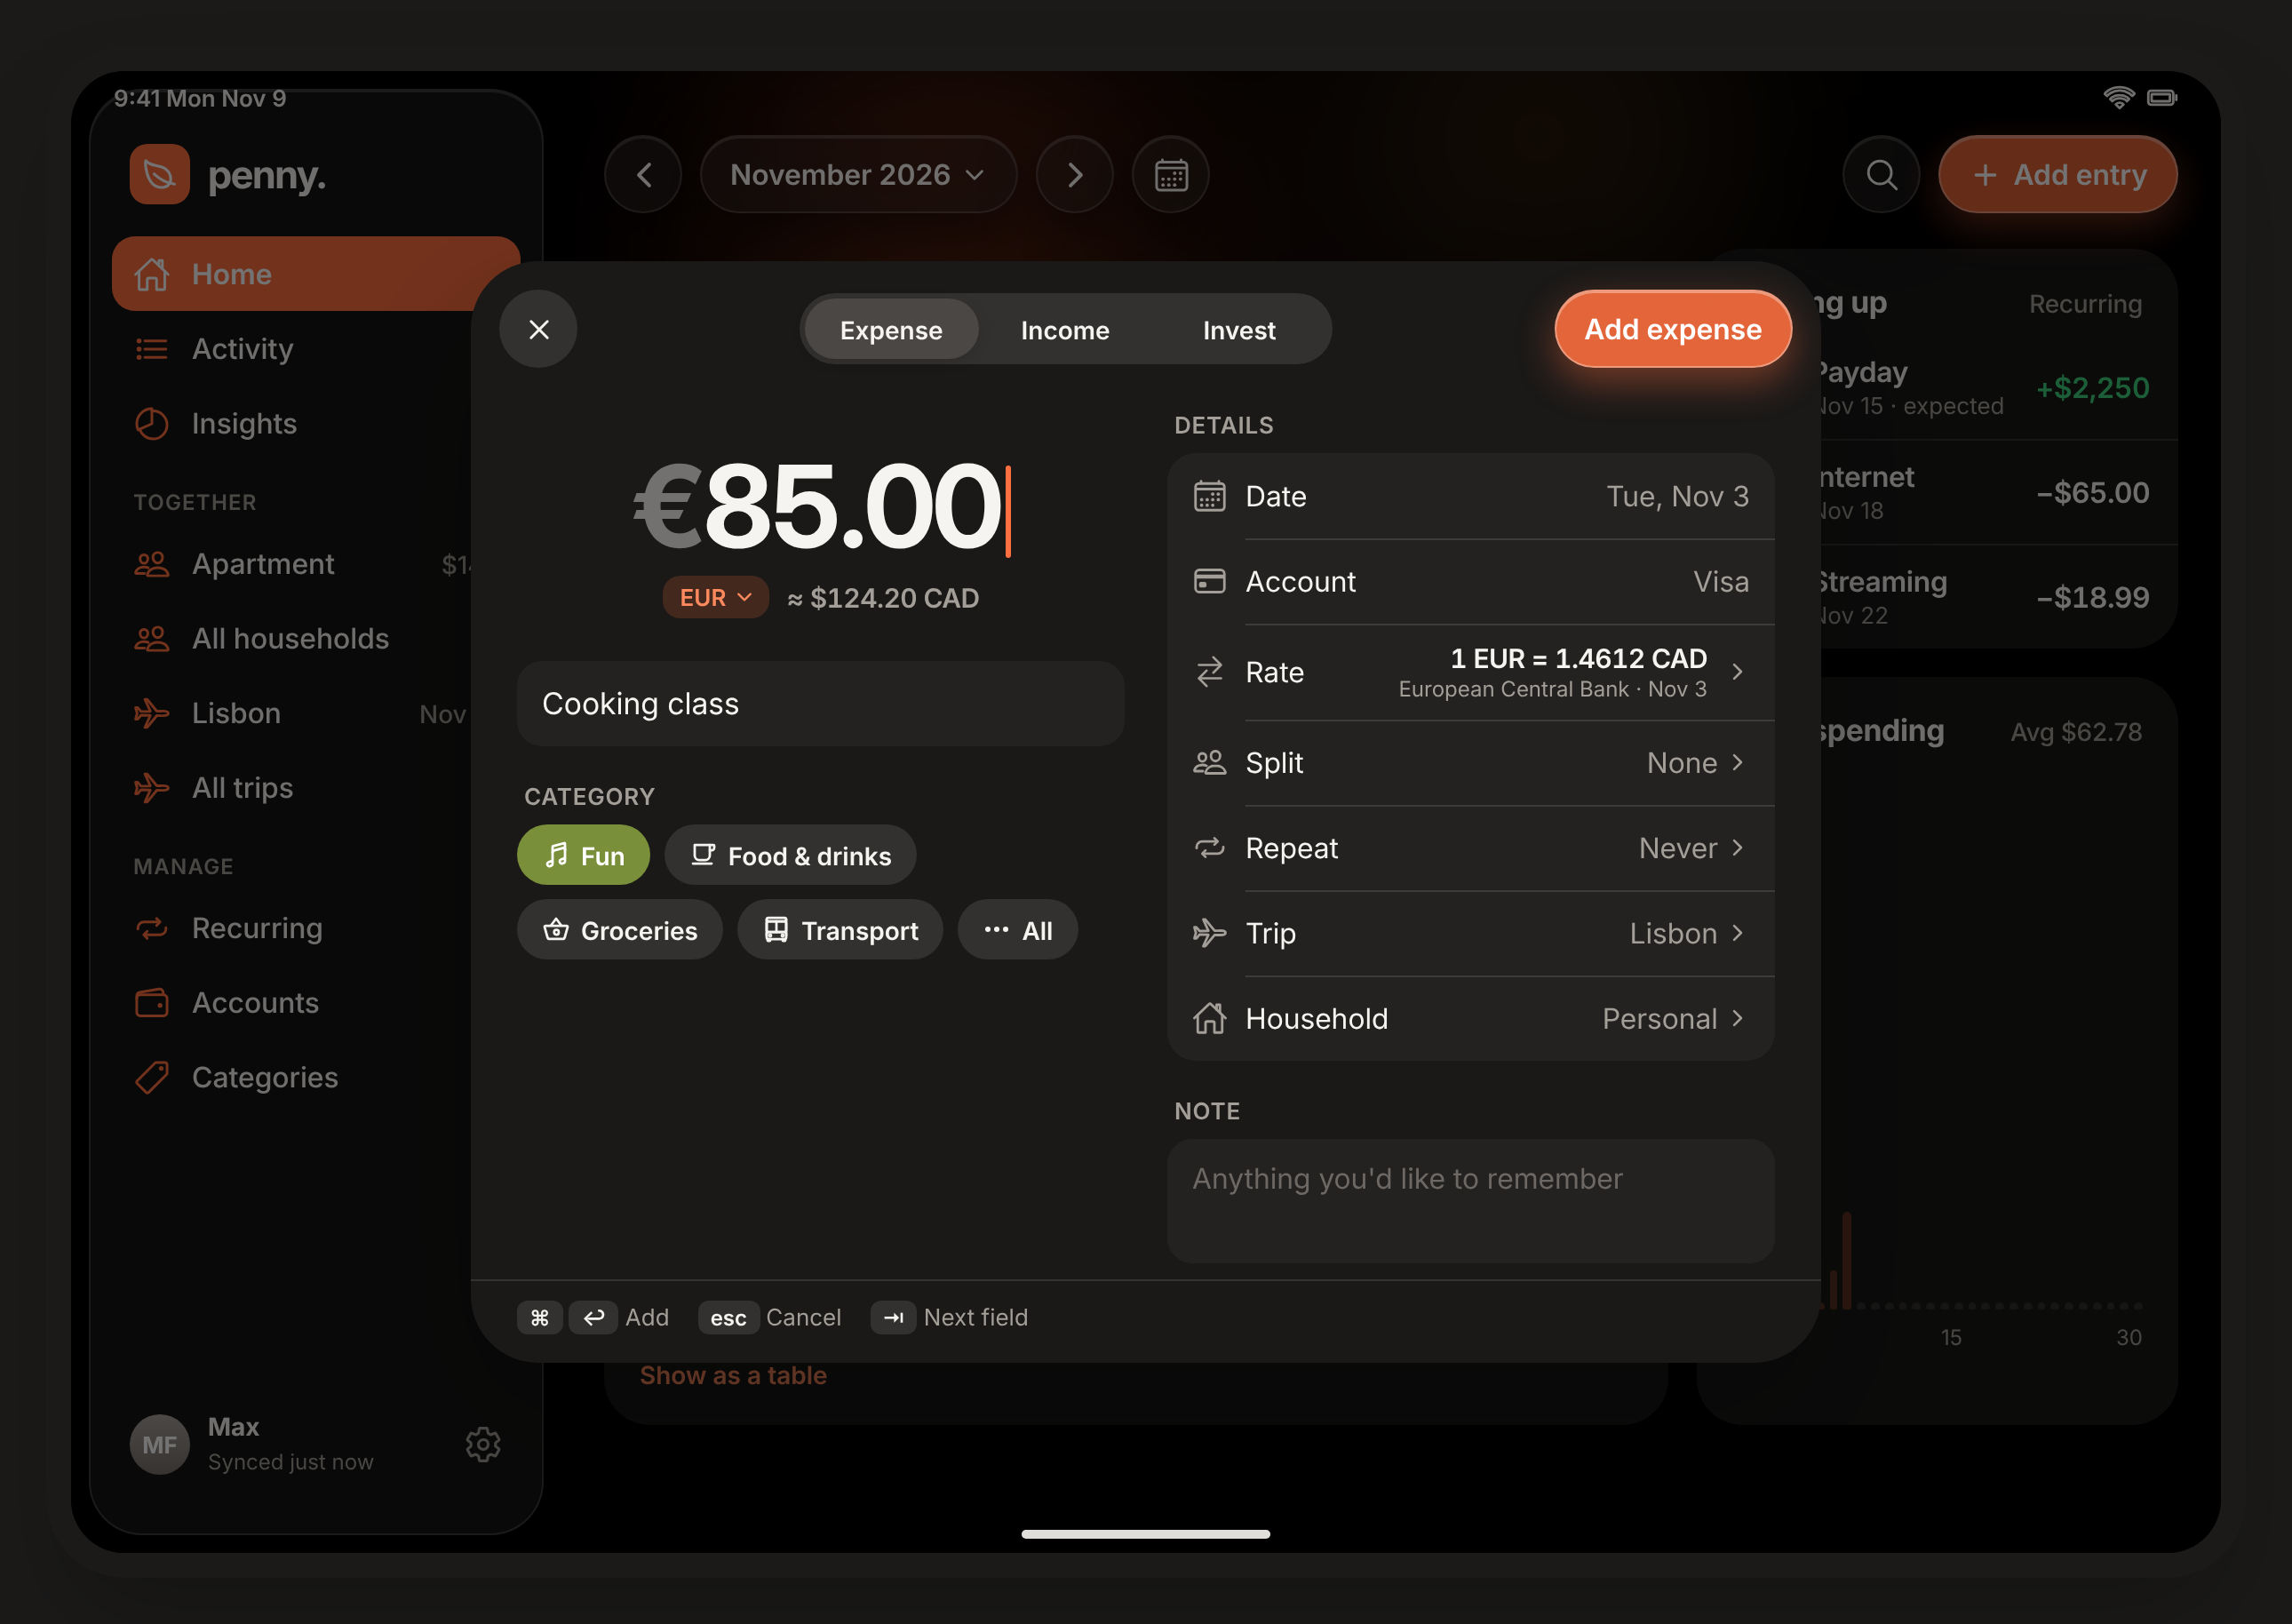 9:41 Mon Nov 9
penny.
Home
Activity
Insights
TOGETHER
Apartment
All households
Lisbon Nov
All trips
MANAGE
Recurring
Accounts
Categories
MF
Max
Synced just now
November 2026
Add entry
Expense
Income
Invest
Add expense
€85.00
EUR
≈ $124.20 CAD
Cooking class
CATEGORY
Fun
Food & drinks
Groceries
Transport
All
DETAILS
Date Tue, Nov 3
Account Visa
Rate 1 EUR = 1.4612 CAD
European Central Bank · Nov 3
Split None
Repeat Never
Trip Lisbon
Household Personal
NOTE
Anything you'd like to remember
⌘ Add
esc Cancel
Next field
up
Recurring
Payday +$2,250
Nov 15 · expected
Internet −$65.00
Nov 18
Streaming −$18.99
Nov 22
spending
Avg $62.78
15 30
Show as a table